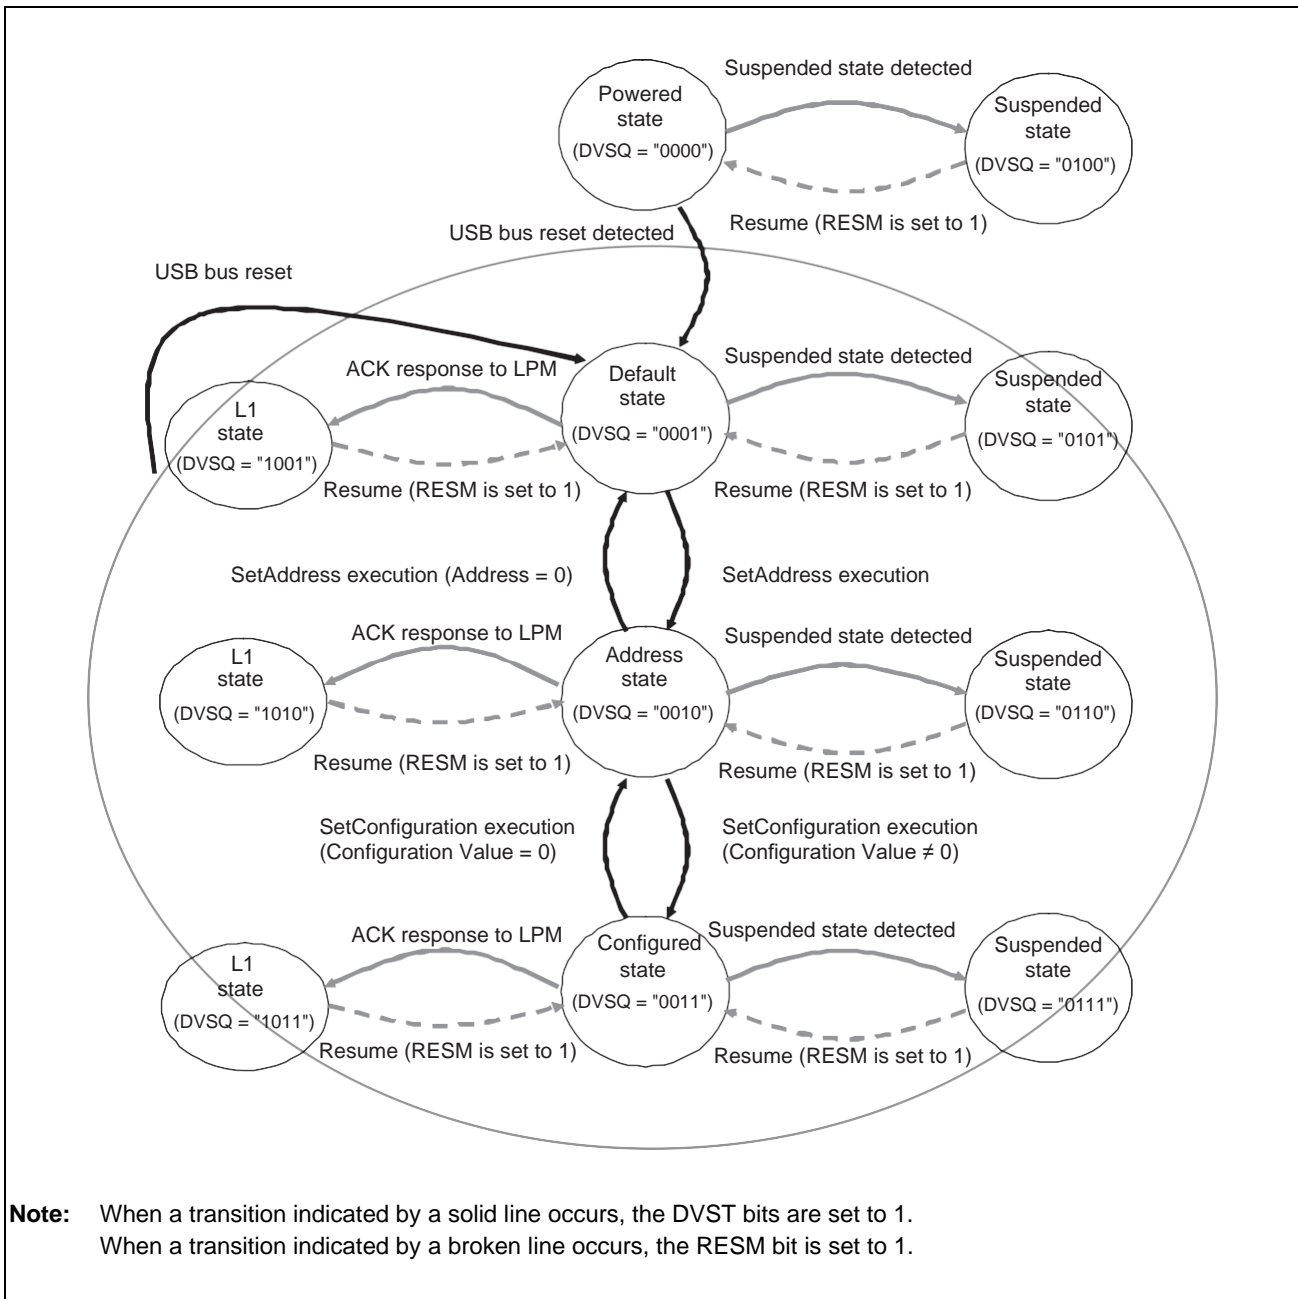 Suspended state detected
Powered
state
(DVSQ = "0000")
Suspended
state
(DVSQ = "0100")
Resume (RESM is set to 1)
USB bus reset detected
USB bus reset
ACK response to LPM
Suspended state detected
L1
state
(DVSQ = "1001")
Default
state
(DVSQ = "0001")
Suspended
state
(DVSQ = "0101")
Resume (RESM is set to 1)
Resume (RESM is set to 1)
SetAddress execution (Address = 0)
SetAddress execution
ACK response to LPM
Suspended state detected
L1
state
(DVSQ = "1010")
Address
state
(DVSQ = "0010")
Suspended
state
(DVSQ = "0110")
Resume (RESM is set to 1)
Resume (RESM is set to 1)
SetConfiguration execution
(Configuration Value = 0)
SetConfiguration execution
(Configuration Value ≠ 0)
ACK response to LPM
Suspended state detected
L1
state
(DVSQ = "1011")
Configured
state
(DVSQ = "0011")
Suspended
state
(DVSQ = "0111")
Resume (RESM is set to 1)
Resume (RESM is set to 1)
Note: When a transition indicated by a solid line occurs, the DVST bits are set to 1.
When a transition indicated by a broken line occurs, the RESM bit is set to 1.